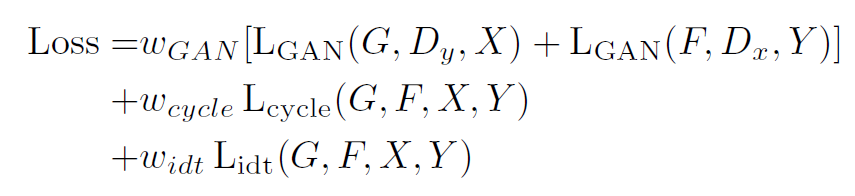 Loss =w_{GAN}[L_{GAN}(G, D_y, X) + L_{GAN}(F, D_x, Y)]
+w_{cycle} L_{cycle}(G, F, X, Y)
+w_{idt} L_{idt}(G, F, X, Y)